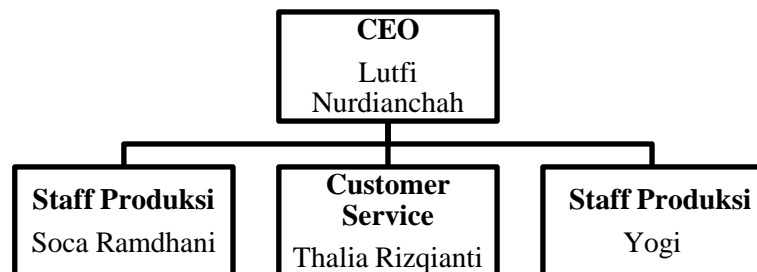 CEO
Lutfi
Nurdianchah
Staff Produksi
Soca Ramdhani
Customer
Service
Thalia Rizqianti
Staff Produksi
Yogi